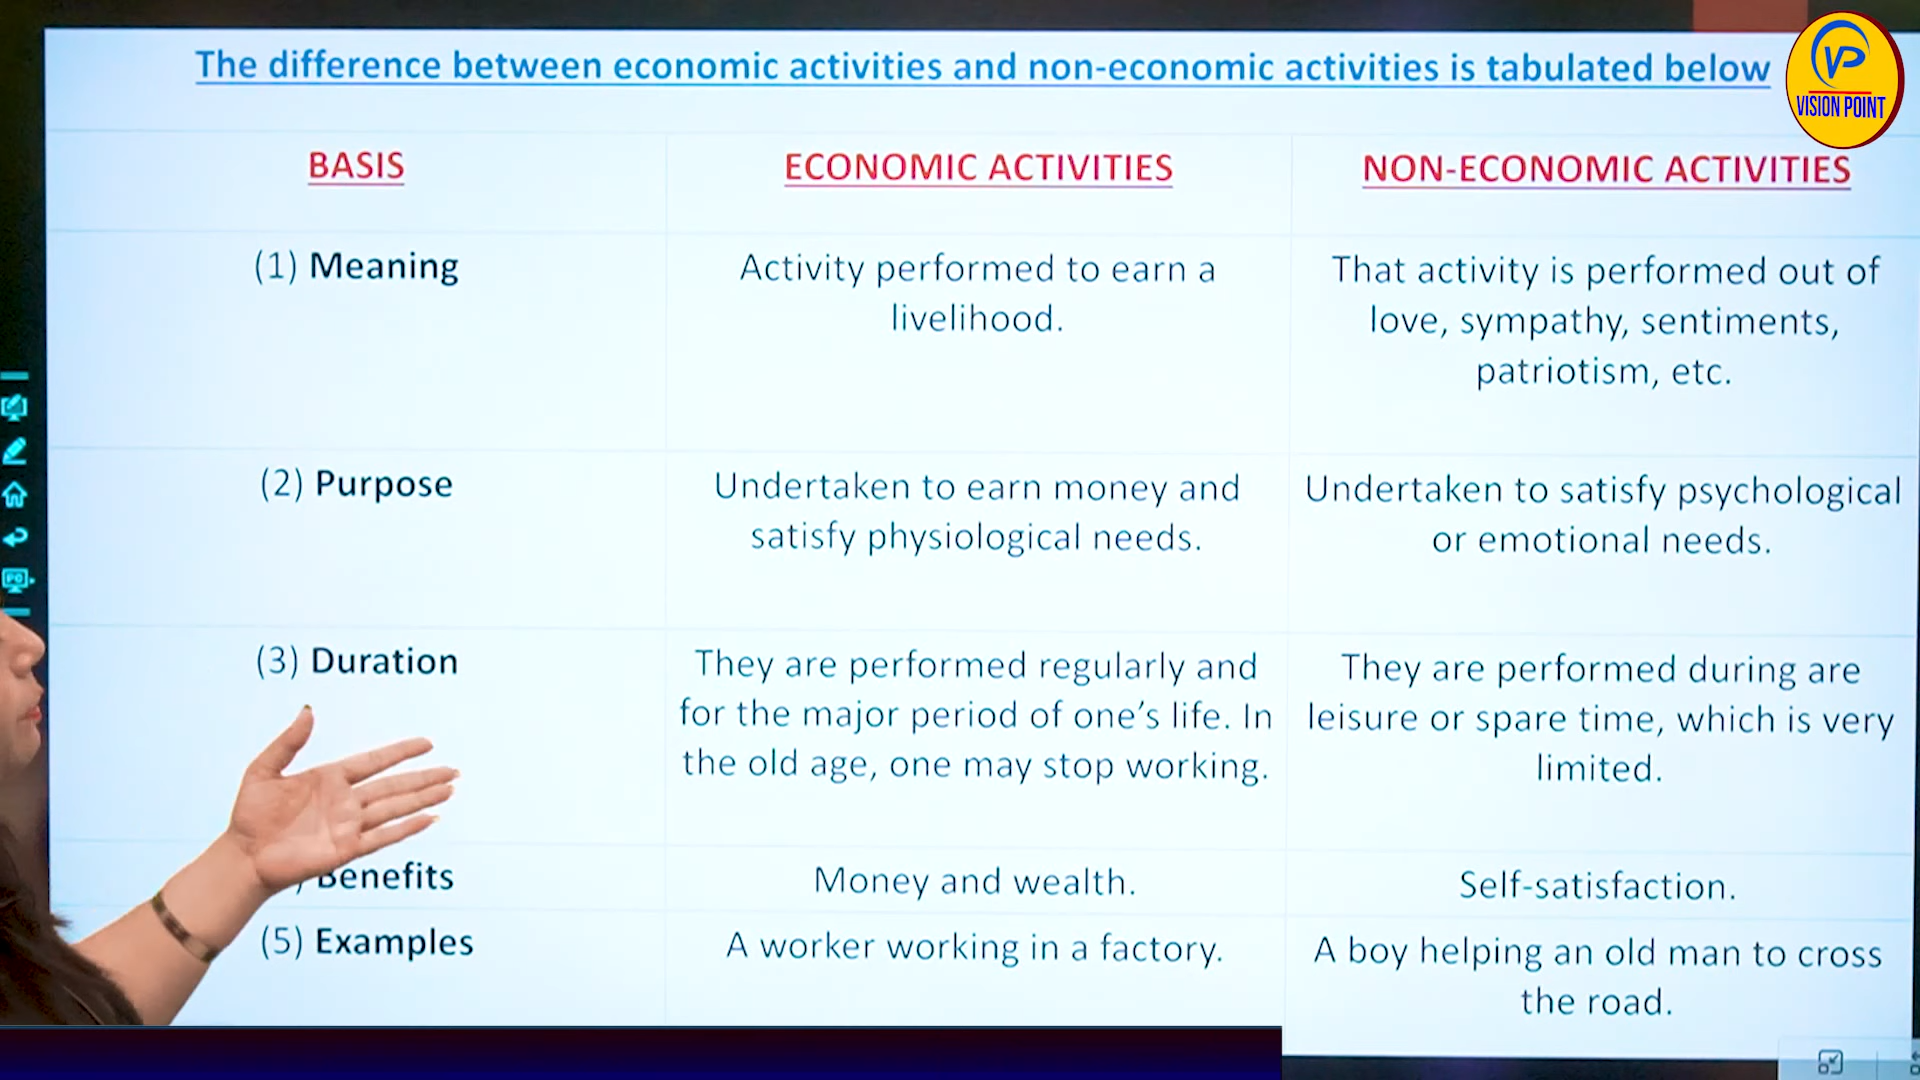 The difference between economic activities and non-economic activities is tabulated below
VP
VISION POINT
BASIS
ECONOMIC ACTIVITIES
NON-ECONOMIC ACTIVITIES
(1) Meaning
Activity performed to earn a
livelihood.
That activity is performed out of
love, sympathy, sentiments,
patriotism, etc.
(2) Purpose
Undertaken to earn money and
satisfy physiological needs.
Undertaken to satisfy psychological
or emotional needs.
(3) Duration
They are performed regularly and
for the major period of one’s life. In
the old age, one may stop working.
They are performed during are
leisure or spare time, which is very
limited.
Benefits
Money and wealth.
Self-satisfaction.
(5) Examples
A worker working in a factory.
A boy helping an old man to cross
the road.